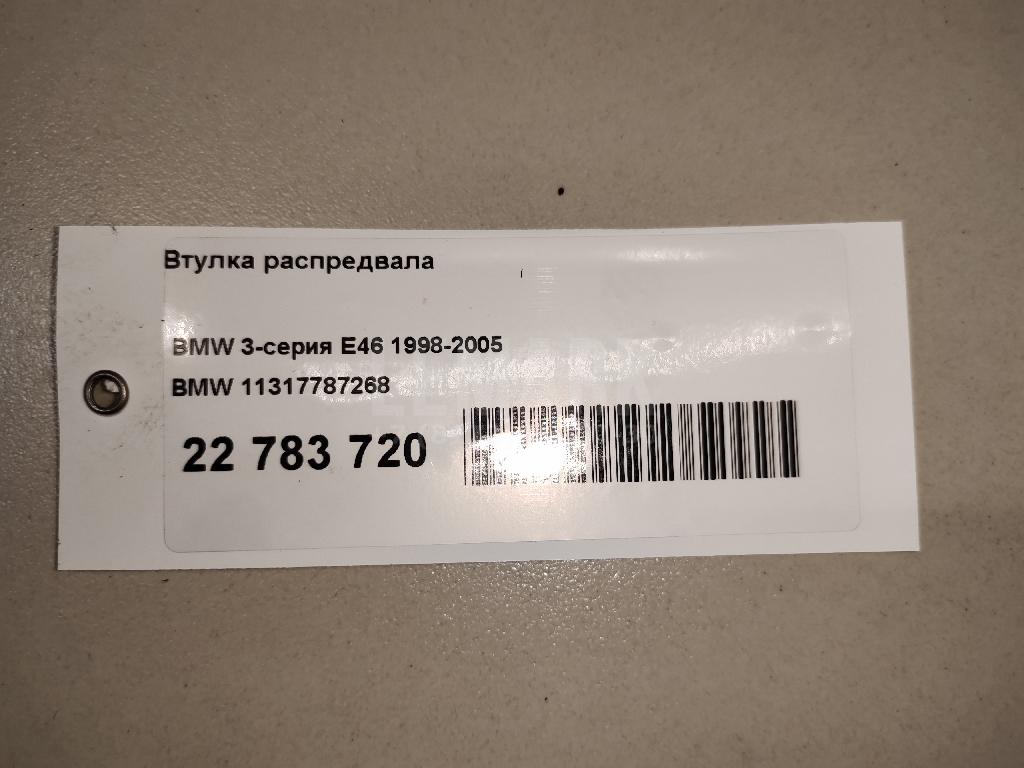 Втулка распредвала
BMW 3-серия E46 1998-2005
BMW 11317787268
22 783 720